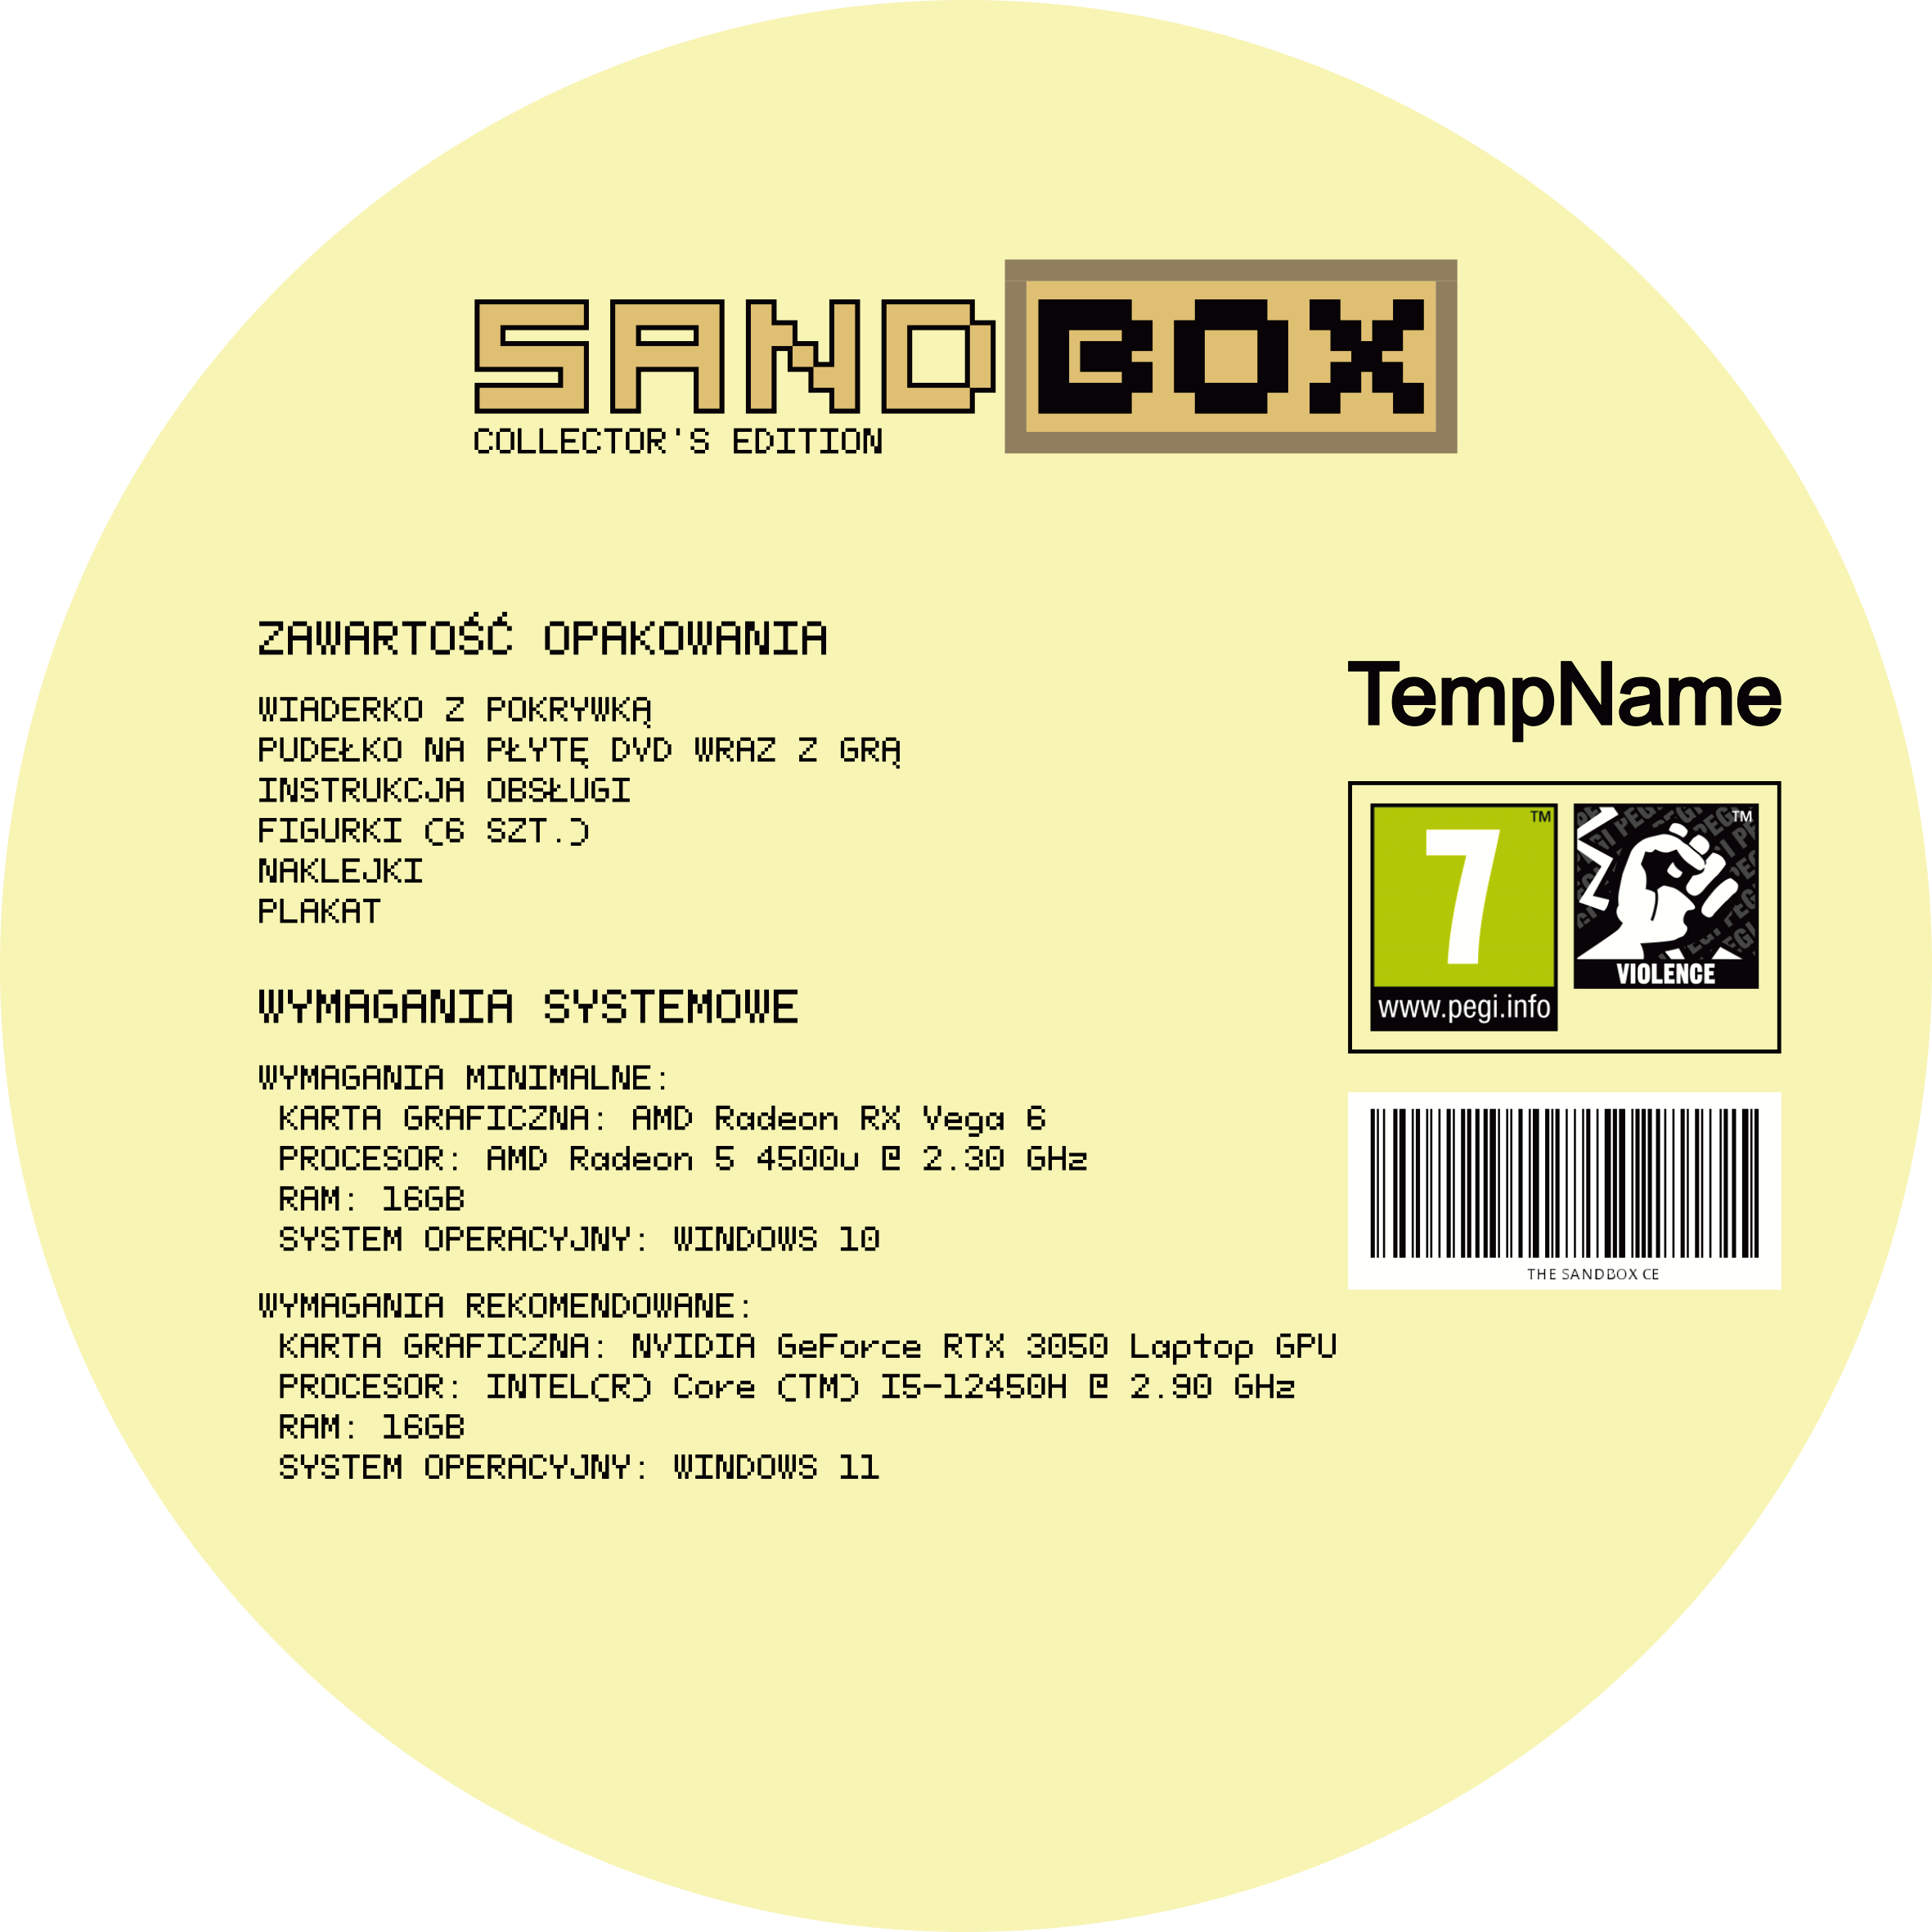 SANDBOX
COLLECTOR'S EDITION
ZAWARTOŚĆ OPAKOWANIA
WIADERKO Z POKRYWKĄ
PUDEŁKO NA PŁYTĘ DVD WRAZ Z GRĄ
INSTRUKCJA OBSŁUGI
FIGURKI (6 SZT.)
NAKLEJKI
PLAKAT
WYMAGANIA SYSTEMOWE
WYMAGANIA MINIMALNE:
KARTA GRAFICZNA: AMD Radeon RX Vega 6
PROCESOR: AMD Radeon 5 4500u @ 2.30 GHz
RAM: 16GB
SYSTEM OPERACYJNY: WINDOWS 10
WYMAGANIA REKOMENDOWANE:
KARTA GRAFICZNA: NVIDIA GeForce RTX 3050 Laptop GPU
PROCESOR: INTEL(R) Core (TM) I5-12450H @ 2.90 GHz
RAM: 16GB
SYSTEM OPERACYJNY: WINDOWS 11
TempName
7 TM
www.pegi.info
PEGI TM
VIOLENCE
THE SANDBOX CE